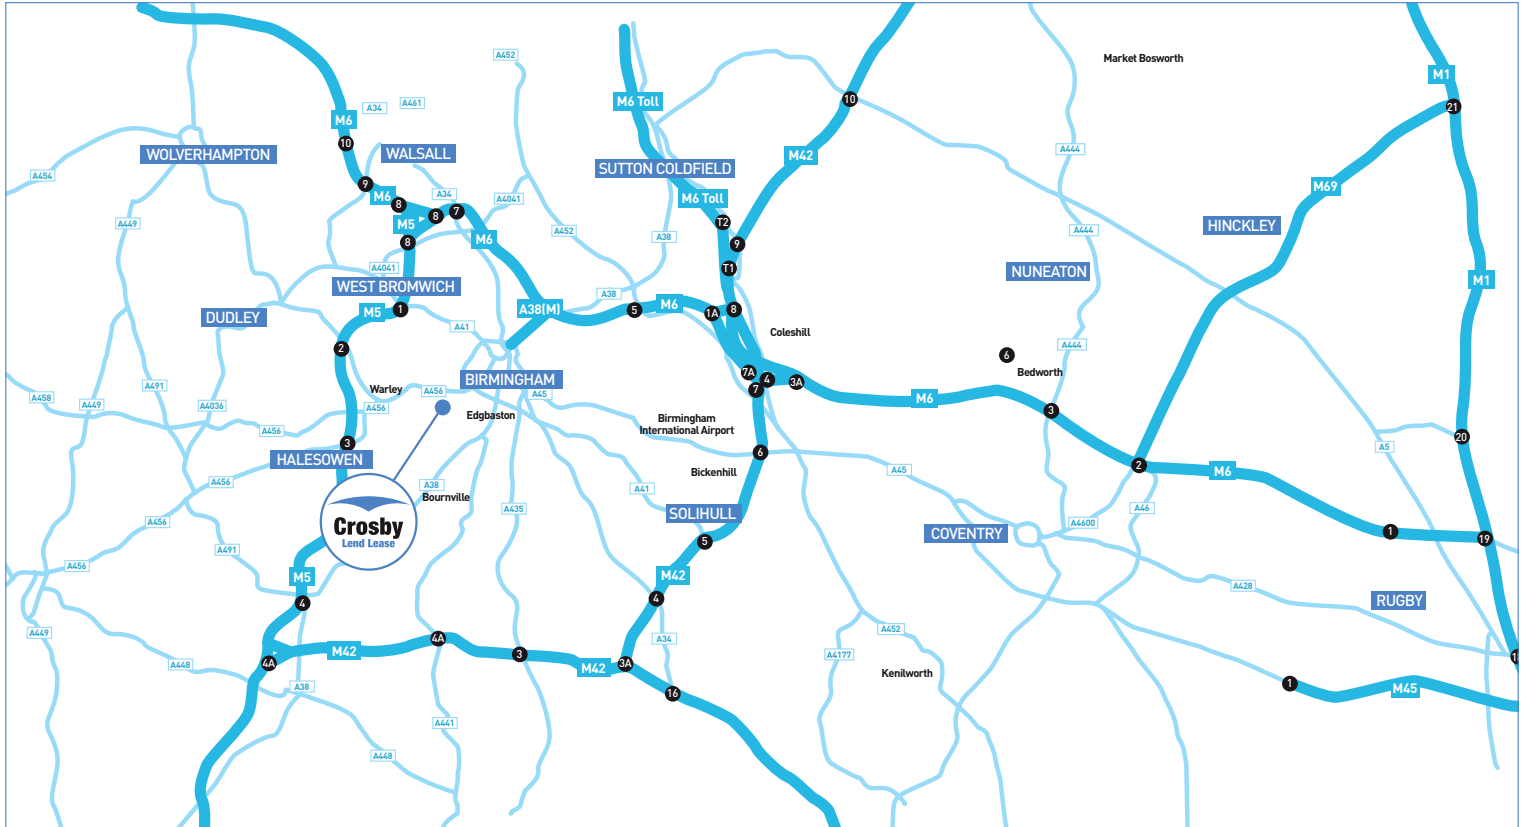 A452
Market Bosworth
M1
M6 Toll
A34
A461
10
21
M6
10
A444
WOLVERHAMPTON
WALSALL
M42
SUTTON COLDFIELD
A454
9
M6
A34
A4041
M6 Toll
M69
8
8
7
A449
M5
T2
HINCKLEY
A452
A38
A444
M6
8
9
A4041
T1
NUNEATON
M1
WEST BROMWICH
A38
M6
A38(M)
5
1A
8
M5
1
DUDLEY
A41
Coleshill
2
A444
6
Bedworth
7A
4
3A
BIRMINGHAM
7
A491
Warley
A456
A45
A458
A449
A4036
A456
M6
3
Edgbaston
Birmingham
International Airport
A456
3
20
A5
HALESOWEN
6
2
M6
A45
Bickenhill
A456
A38
Bournville
A41
A435
A46
SOLIHULL
Crosby
Lend Lease
A456
A4600
COVENTRY
1
19
5
A491
A456
M5
M42
A428
4
4
RUGBY
A449
A34
A452
4A
M42
3
A4177
4A
A448
M42
3A
Kenilworth
A38
16
1
M45
A441
A448